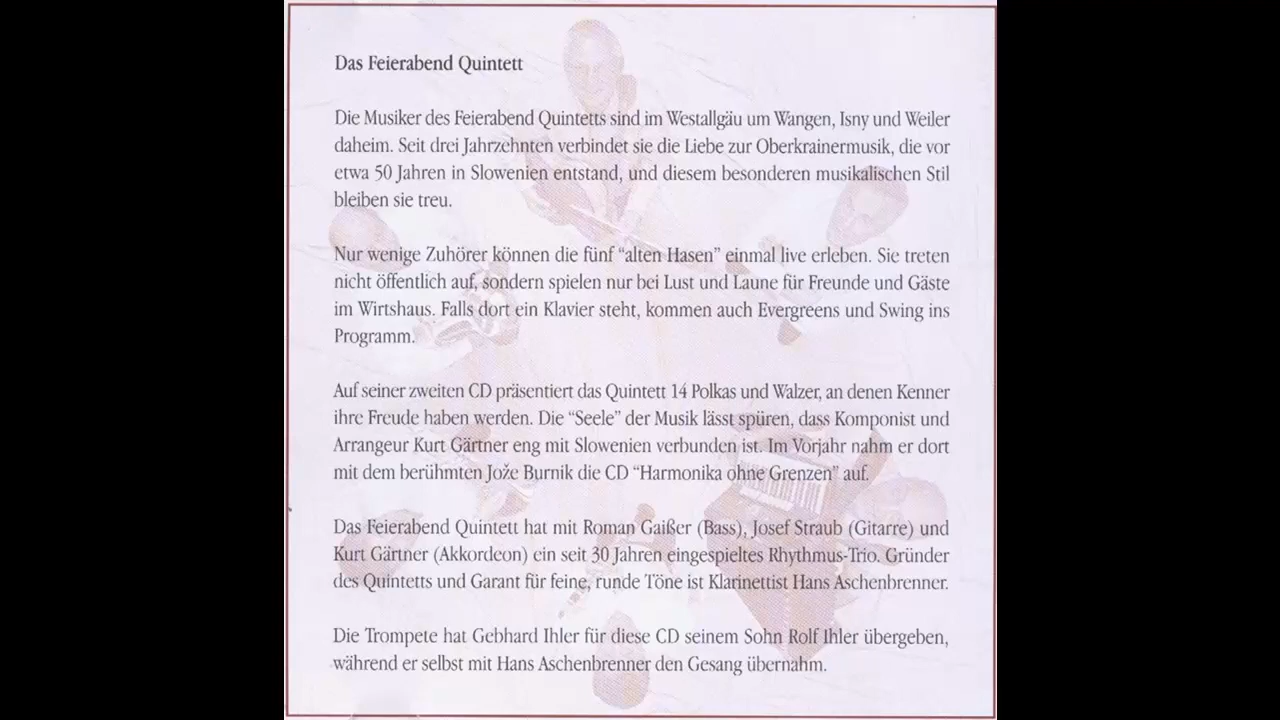 Das Feierabend Quintett
Die Musiker des Feierabend Quintetts sind im Westallgäu um Wangen, Isny und Weiler
daheim. Seit drei Jahrzehnten verbindet sie die Liebe zur Oberkrainermusik, die vor
etwa 50 Jahren in Slowenien entstand, und diesem besonderen musikalischen Stil
bleiben sie treu.
Nur wenige Zuhörer können die fünf “alten Hasen” einmal live erleben. Sie treten
nicht öffentlich auf, sondern spielen nur bei Lust und Laune für Freunde und Gäste
im Wirtshaus. Falls dort ein Klavier steht, kommen auch Evergreens und Swing ins
Programm.
Auf seiner zweiten CD präsentiert das Quintett 14 Polkas und Walzer, an denen Kenner
ihre Freude haben werden. Die “Seele” der Musik lässt spüren, dass Komponist und
Arrangeur Kurt Gärtner eng mit Slowenien verbunden ist. Im Vorjahr nahm er dort
mit dem berühmten Jože Burnik die CD “Harmonika ohne Grenzen” auf.
Das Feierabend Quintett hat mit Roman Gaißer (Bass), Josef Straub (Gitarre) und
Kurt Gärtner (Akkordeon) ein seit 30 Jahren eingespieltes Rhythmus-Trio. Gründer
des Quintetts und Garant für feine, runde Töne ist Klarinettist Hans Aschenbrenner.
Die Trompete hat Gebhard Ihler für diese CD seinem Sohn Rolf Ihler übergeben,
während er selbst mit Hans Aschenbrenner den Gesang übernahm.